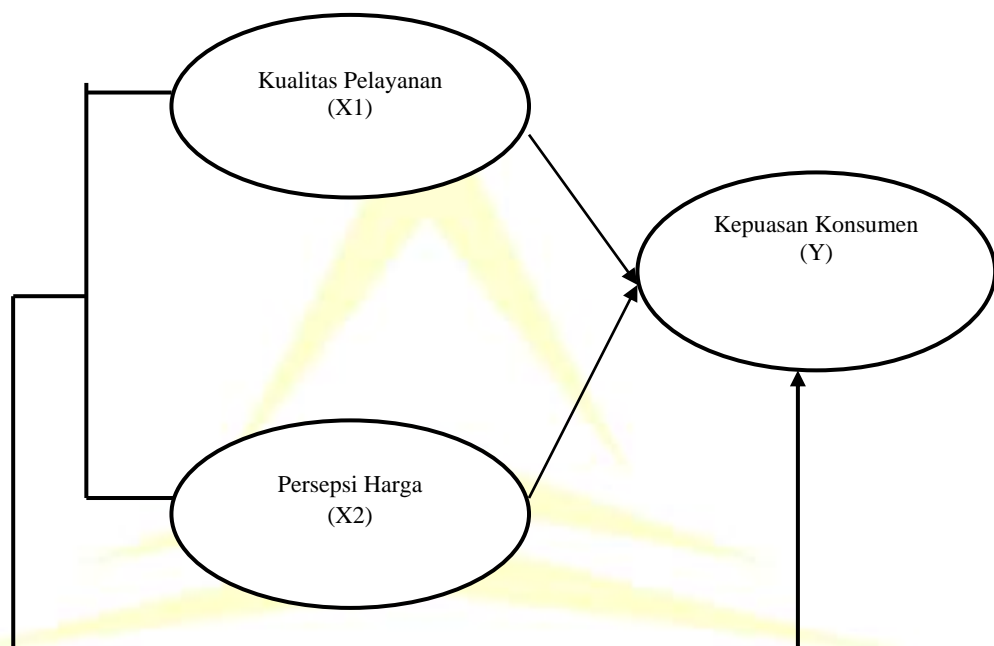 Kualitas Pelayanan
(X1)
Kepuasan Konsumen
(Y)
Persepsi Harga
(X2)